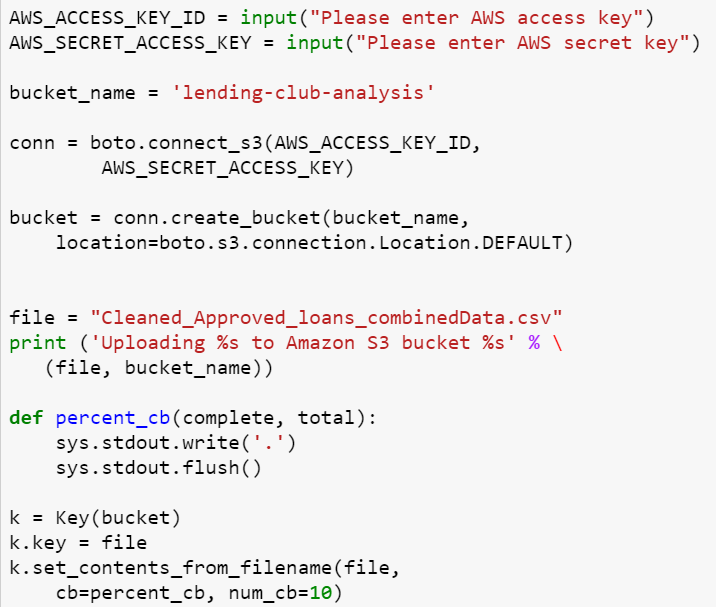 AWS_ACCESS_KEY_ID = input("Please enter AWS access key")
AWS_SECRET_ACCESS_KEY = input("Please enter AWS secret key")

bucket_name = 'lending-club-analysis'

conn = boto.connect_s3(AWS_ACCESS_KEY_ID,
        AWS_SECRET_ACCESS_KEY)

bucket = conn.create_bucket(bucket_name,
    location=boto.s3.connection.Location.DEFAULT)


file = "Cleaned_Approved_loans_combinedData.csv"
print ('Uploading %s to Amazon S3 bucket %s' % \
   (file, bucket_name))

def percent_cb(complete, total):
    sys.stdout.write('.')
    sys.stdout.flush()

k = Key(bucket)
k.key = file
k.set_contents_from_filename(file,
    cb=percent_cb, num_cb=10)